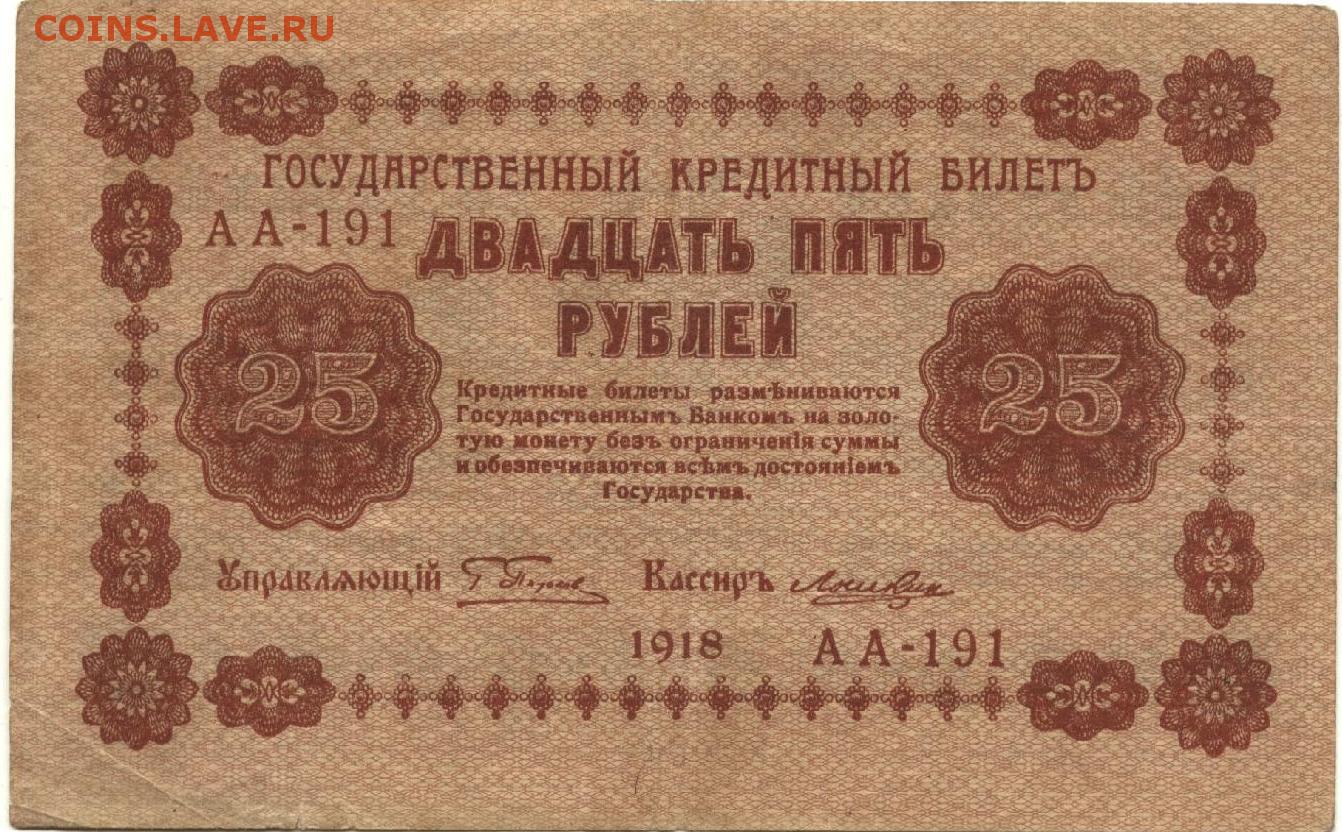 COINS.LAVE.RU
ГОСУДАРСТВЕННЫЙ КРЕДИТНЫЙ БИЛЕТЪ
АА-191
ДВАДЦАТЬ ПЯТЬ
РУБЛЕЙ
25
25
Кредитные билеты размѣниваются
Государственнымъ Банкомъ на золо-
тую монету безъ ограниченія суммы
и обезпечиваются всѣмъ достояніемъ
Государства.
Управляющій Г Пятаков Кассиръ
1918 АА-191